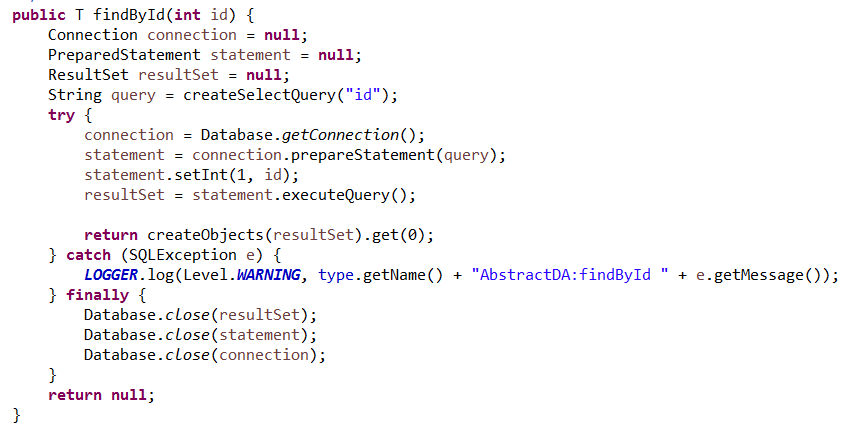 public T findById(int id) {
    Connection connection = null;
    PreparedStatement statement = null;
    ResultSet resultSet = null;
    String query = createSelectQuery("id");
    try {
        connection = Database.getConnection();
        statement = connection.prepareStatement(query);
        statement.setInt(1, id);
        resultSet = statement.executeQuery();

        return createObjects(resultSet).get(0);
    } catch (SQLException e) {
        LOGGER.log(Level.WARNING, type.getName() + "AbstractDA:findById " + e.getMessage());
    } finally {
        Database.close(resultSet);
        Database.close(statement);
        Database.close(connection);
    }
    return null;
}